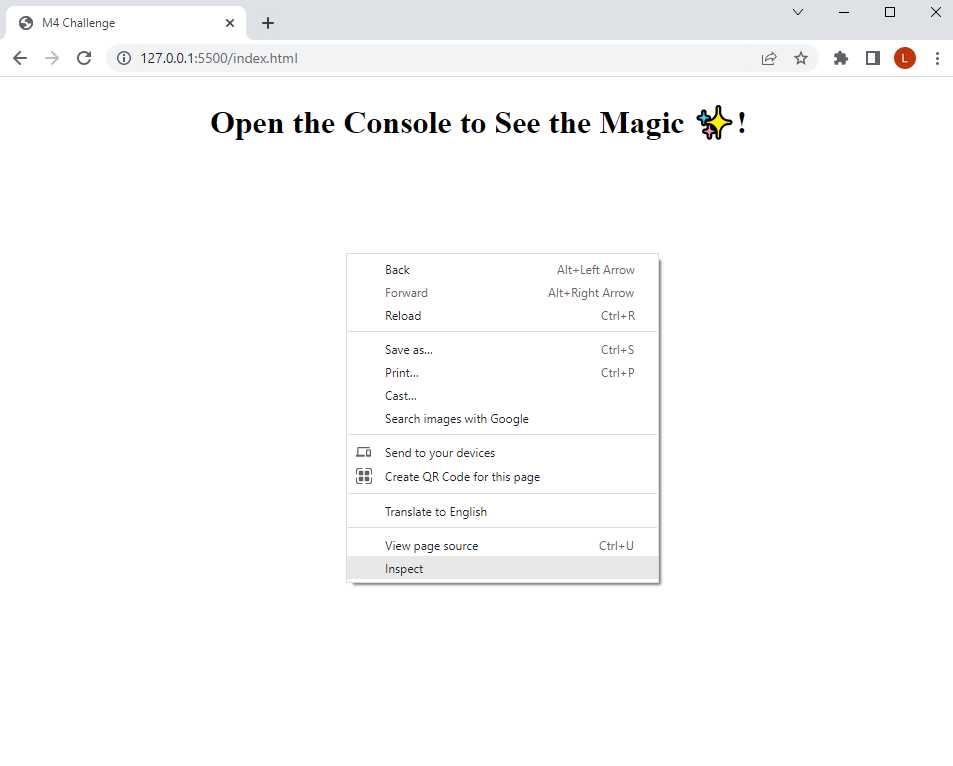 M4 Challenge
127.0.0.1:5500/index.html
L
Open the Console to See the Magic ✨!
Back Alt+Left Arrow
Forward Alt+Right Arrow
Reload Ctrl+R
Save as... Ctrl+S
Print... Ctrl+P
Cast...
Search images with Google
Send to your devices
Create QR Code for this page
Translate to English
View page source Ctrl+U
Inspect